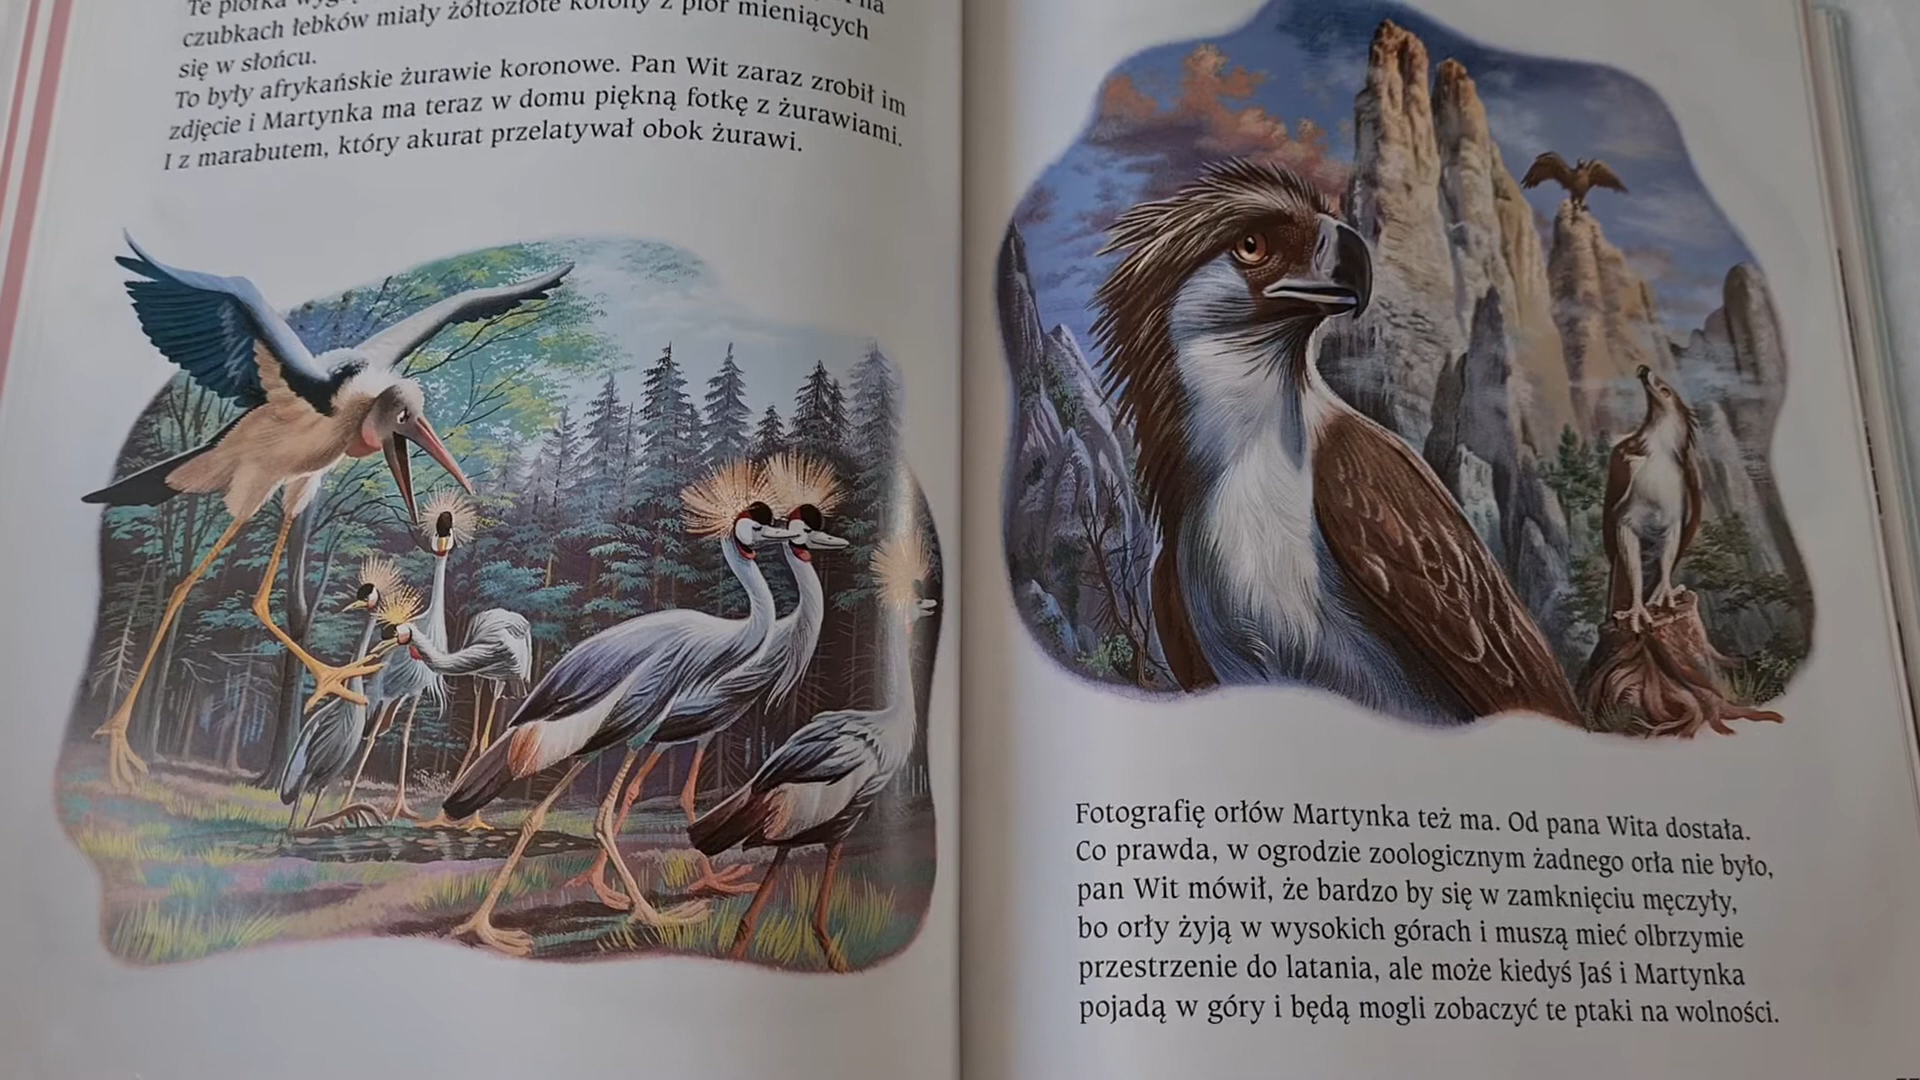 Te piórka
czubkach łebków miały żółtozłote korony z piór mieniących
się w słońcu.
To były afrykańskie żurawie koronowe. Pan Wit zaraz zrobił im
zdjęcie i Martynka ma teraz w domu piękną fotkę z żurawiami.
I z marabutem, który akurat przelatywał obok żurawi.
Fotografię orłów Martynka też ma. Od pana Wita dostała.
Co prawda, w ogrodzie zoologicznym żadnego orła nie było,
pan Wit mówił, że bardzo by się w zamknięciu męczyły,
bo orły żyją w wysokich górach i muszą mieć olbrzymie
przestrzenie do latania, ale może kiedyś Jaś i Martynka
pojadą w góry i będą mogli zobaczyć te ptaki na wolności.